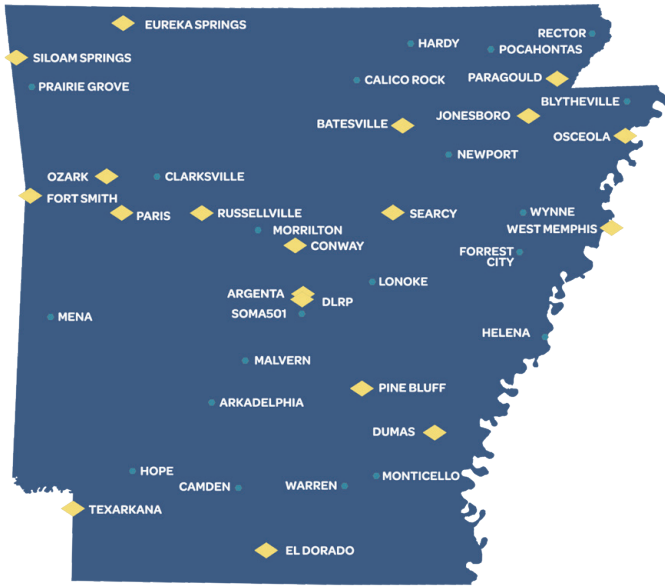 EUREKA SPRINGS
RECTOR
HARDY
POCAHONTAS
SILOAM SPRINGS
PARAGOULD
CALICO ROCK
PRAIRIE GROVE
BLYTHEVILLE
JONESBORO
BATESVILLE
OSCEOLA
NEWPORT
OZARK
CLARKSVILLE
FORT SMITH
PARIS
RUSSELLVILLE
SEARCY
WYNNE
MORRILTON
WEST MEMPHIS
CONWAY
FORREST
CITY
LONOKE
ARGENTA
DLRP
SOMA501
MENA
HELENA
MALVERN
PINE BLUFF
ARKADELPHIA
DUMAS
HOPE
MONTICELLO
CAMDEN
WARREN
TEXARKANA
EL DORADO